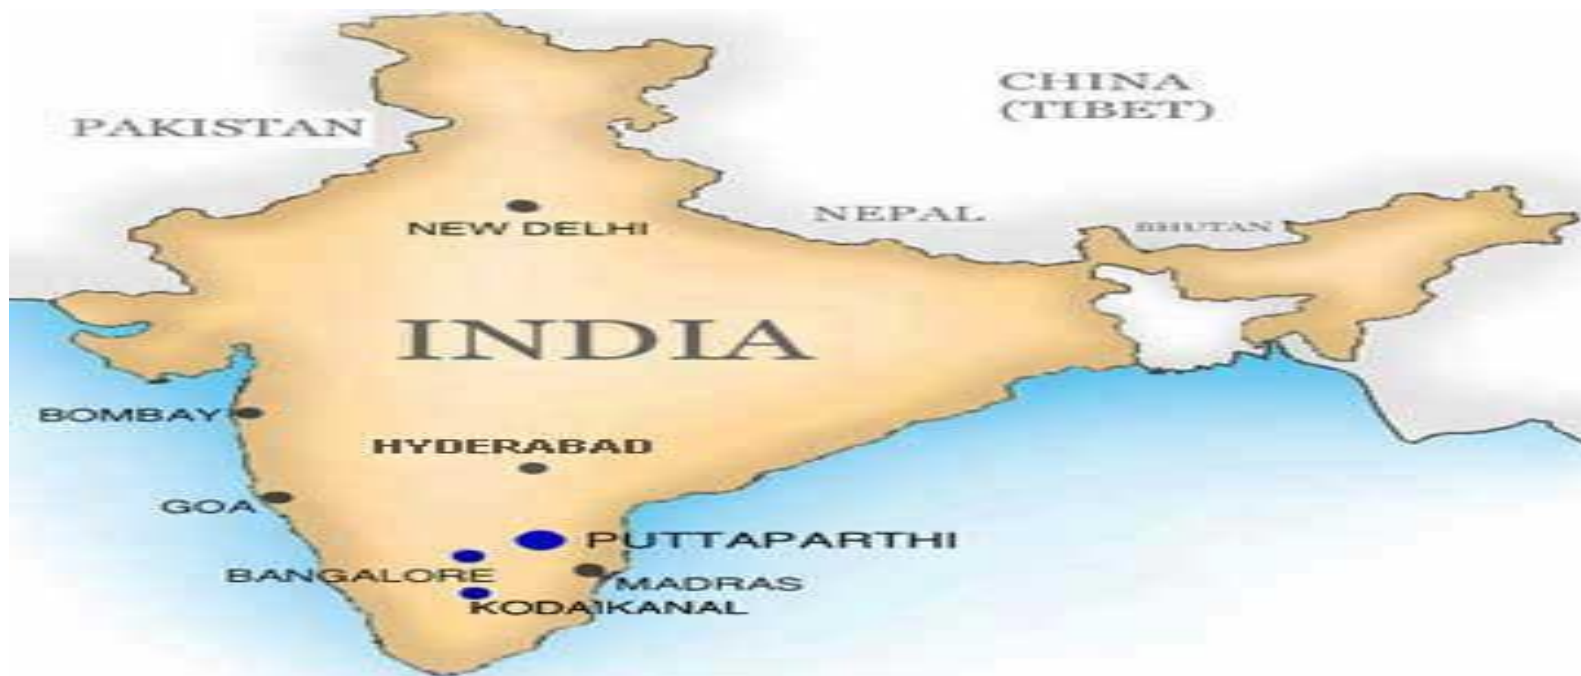 CHINA
(TIBET)
PAKISTAN
NEPAL
BHUTAN
NEW DELHI
INDIA
BOMBAY
HYDERABAD
GOA
PUTTAPARTHI
BANGALORE
MADRAS
KODAIKANAL